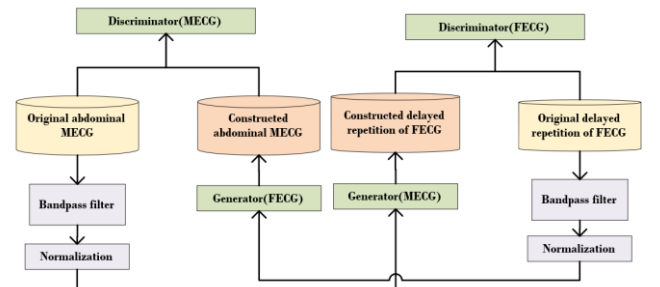 Discriminator(MECG)
Discriminator(FECG)
Original abdominal
MECG
Constructed
abdominal MECG
Constructed delayed
repetition of FECG
Original delayed
repetition of FECG
Bandpass filter
Generator(FECG)
Generator(MECG)
Bandpass filter
Normalization
Normalization